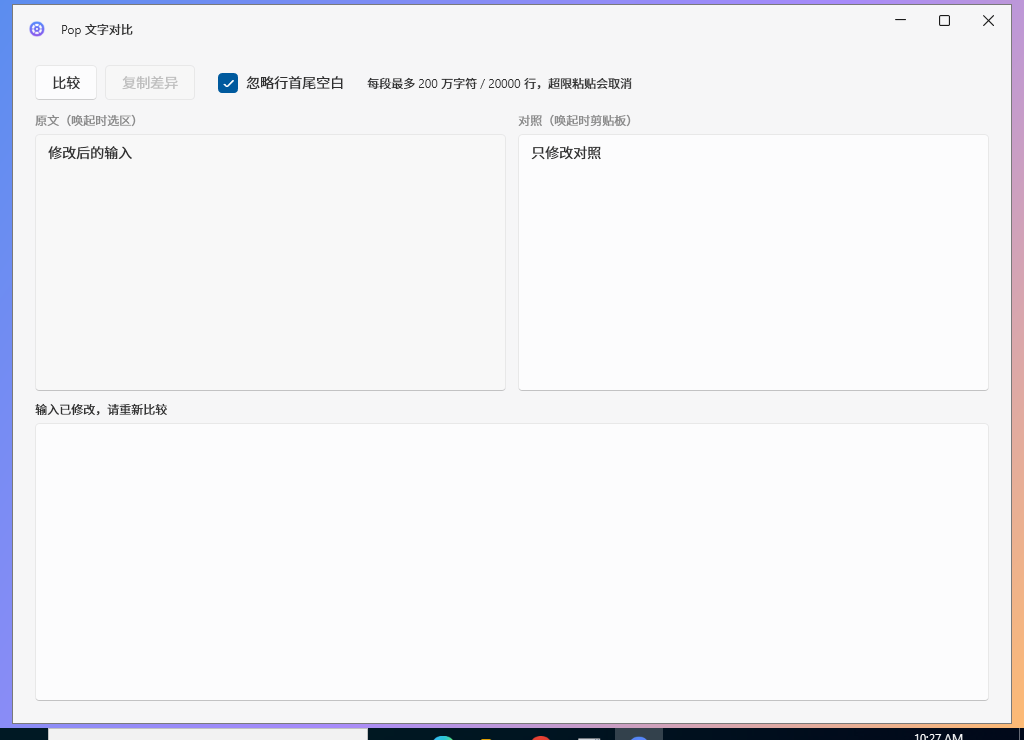 Pop 文字对比
比较 复制差异 忽略行首尾空白 每段最多 200 万字符 / 20000 行，超限粘贴会取消
原文（唤起时选区） 对照（唤起时剪贴板）
修改后的输入 只修改对照
输入已修改，请重新比较
10:27 AM